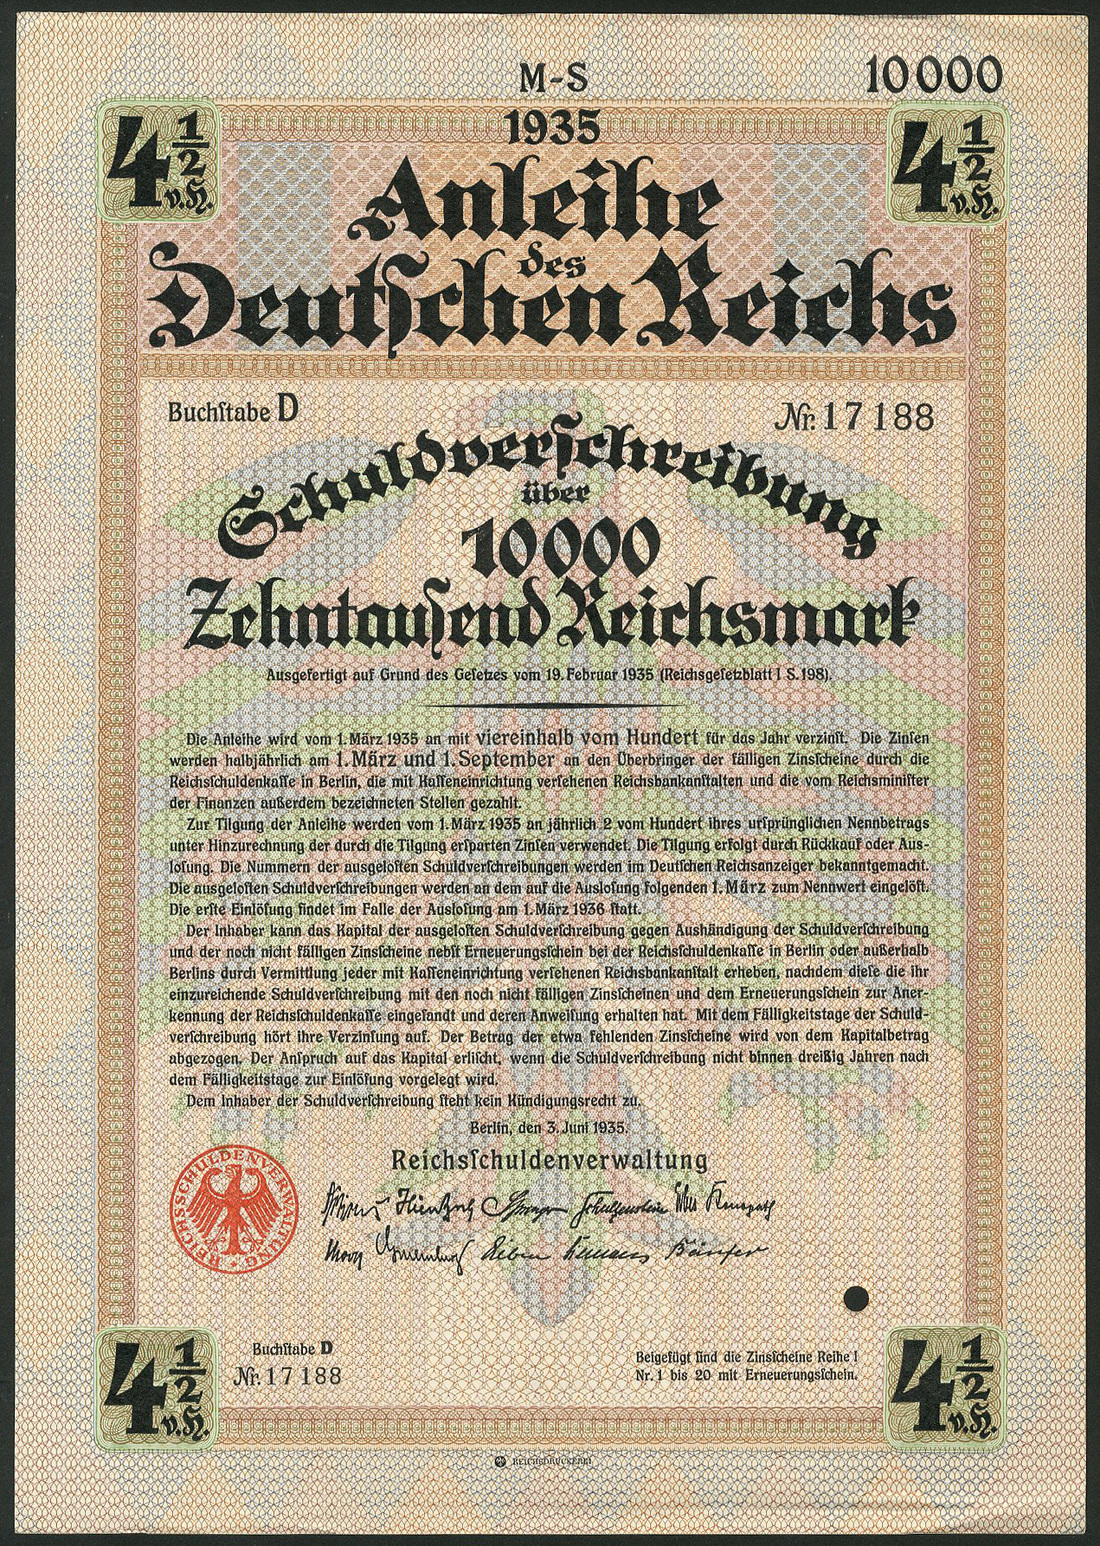 M-S
10000
4½ v.H.
4½ v.H.
1935
Anleihe
des
Deutſchen Reichs
Buchſtabe D
Nr. 17188
Schuldverſchreibung
über
10000
Zehntauſend Reichsmark
Ausgefertigt auf Grund des Geſetzes vom 19. Februar 1935 (Reichsgeſetzblatt I S. 198).
Die Anleihe wird vom 1. März 1935 an mit viereinhalb vom Hundert für das Jahr verzinſt. Die Zinſen
werden halbjährlich am 1. März und 1. September an den Überbringer der fälligen Zinsſcheine durch die
Reichsſchuldenkaſſe in Berlin, die mit Kaſſeneinrichtung verſehenen Reichsbankanſtalten und die vom Reichsminiſter
der Finanzen außerdem bezeichneten Stellen gezahlt.
Zur Tilgung der Anleihe werden vom 1. März 1935 an jährlich 2 vom Hundert ihres urſprünglichen Nennbetrags
unter Hinzurechnung der durch die Tilgung erſparten Zinſen verwendet. Die Tilgung erfolgt durch Rückkauf oder Aus-
loſung. Die Nummern der ausgeloſten Schuldverſchreibungen werden im Deutſchen Reichsanzeiger bekanntgemacht.
Die ausgeloſten Schuldverſchreibungen werden an dem auf die Ausloſung folgenden 1. März zum Nennwert eingelöſt.
Die erſte Einlöſung findet im Falle der Ausloſung am 1. März 1936 ſtatt.
Der Inhaber kann das Kapital der ausgeloſten Schuldverſchreibung gegen Aushändigung der Schuldverſchreibung
und der noch nicht fälligen Zinsſcheine nebſt Erneuerungsſchein bei der Reichsſchuldenkaſſe in Berlin oder außerhalb
Berlins durch Vermittlung jeder mit Kaſſeneinrichtung verſehenen Reichsbankanſtalt erheben, nachdem dieſe die ihr
einzureichende Schuldverſchreibung mit den noch nicht fälligen Zinsſcheinen und dem Erneuerungsſchein zur Aner-
kennung der Reichsſchuldenkaſſe eingeſandt und deren Anweiſung erhalten hat. Mit dem Fälligkeitstage der Schuld-
verſchreibung hört ihre Verzinſung auf. Der Betrag der etwa fehlenden Zinsſcheine wird von dem Kapitalbetrag
abgezogen. Der Anſpruch auf das Kapital erliſcht, wenn die Schuldverſchreibung nicht binnen dreißig Jahren nach
dem Fälligkeitstage zur Einlöſung vorgelegt wird.
Dem Inhaber der Schuldverſchreibung ſteht kein Kündigungsrecht zu.
Berlin, den 3. Juni 1935.
Reichsſchuldenverwaltung
REICHSSCHULDENVERWALTUNG
Buchſtabe D
Nr. 17188
Beigefügt ſind die Zinsſcheine Reihe I
Nr. 1 bis 20 mit Erneuerungsſchein.
4½ v.H.
4½ v.H.
REICHSDRUCKEREI